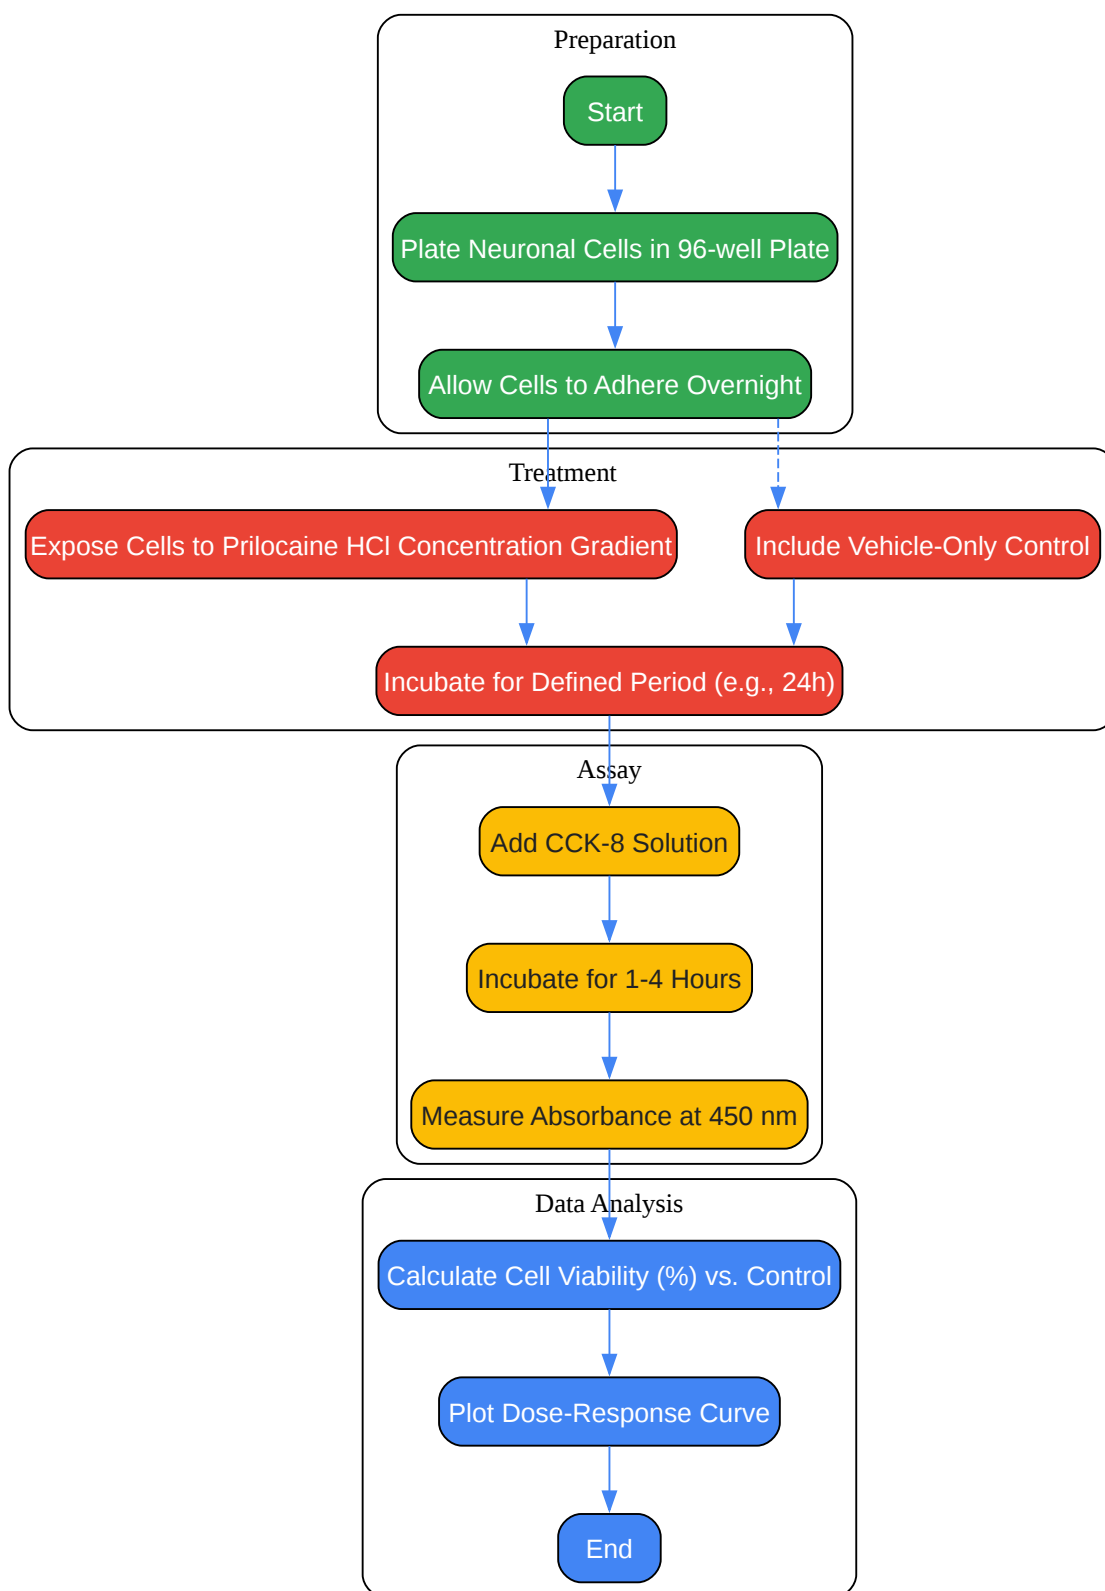 Preparation
Start
Plate Neuronal Cells in 96-well Plate
Allow Cells to Adhere Overnight
Treatment
Expose Cells to Prilocaine HCl Concentration Gradient
Include Vehicle-Only Control
Incubate for Defined Period (e.g., 24h)
Assay
Add CCK-8 Solution
Incubate for 1-4 Hours
Measure Absorbance at 450 nm
Data Analysis
Calculate Cell Viability (%) vs. Control
Plot Dose-Response Curve
End